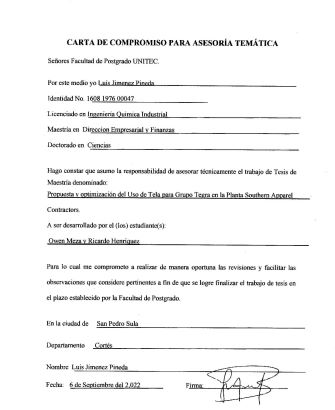 CARTA DE COMPROMISO PARA ASESORÍA TEMÁTICA
Señores Facultad de Postgrado UNITEC.
Por este medio yo Luis Jimenez Pineda
Identidad No. 1608 1976 00047
Licenciado en Ingenieria Quimica Industrial
Maestría en Direccion Empresarial y Finanzas
Doctorado en Ciencias
Hago constar que asumo la responsabilidad de asesorar técnicamente el trabajo de Tesis de
Maestría denominado:
Propuesta y optimización del Uso de Tela para Grupo Tegra en la Planta Southern Apparel
Contractors.
A ser desarrollado por el (los) estudiante(s):
Owen Meza y Ricardo Henriquez
Para lo cual me comprometo a realizar de manera oportuna las revisiones y facilitar las
observaciones que considere pertinentes a fin de que se logre finalizar el trabajo de tesis en
el plazo establecido por la Facultad de Postgrado.
En la ciudad de San Pedro Sula
Departamento Cortés
Nombre Luis Jimenez Pineda
Fecha: 6 de Septiembre del 2,022 Firma: